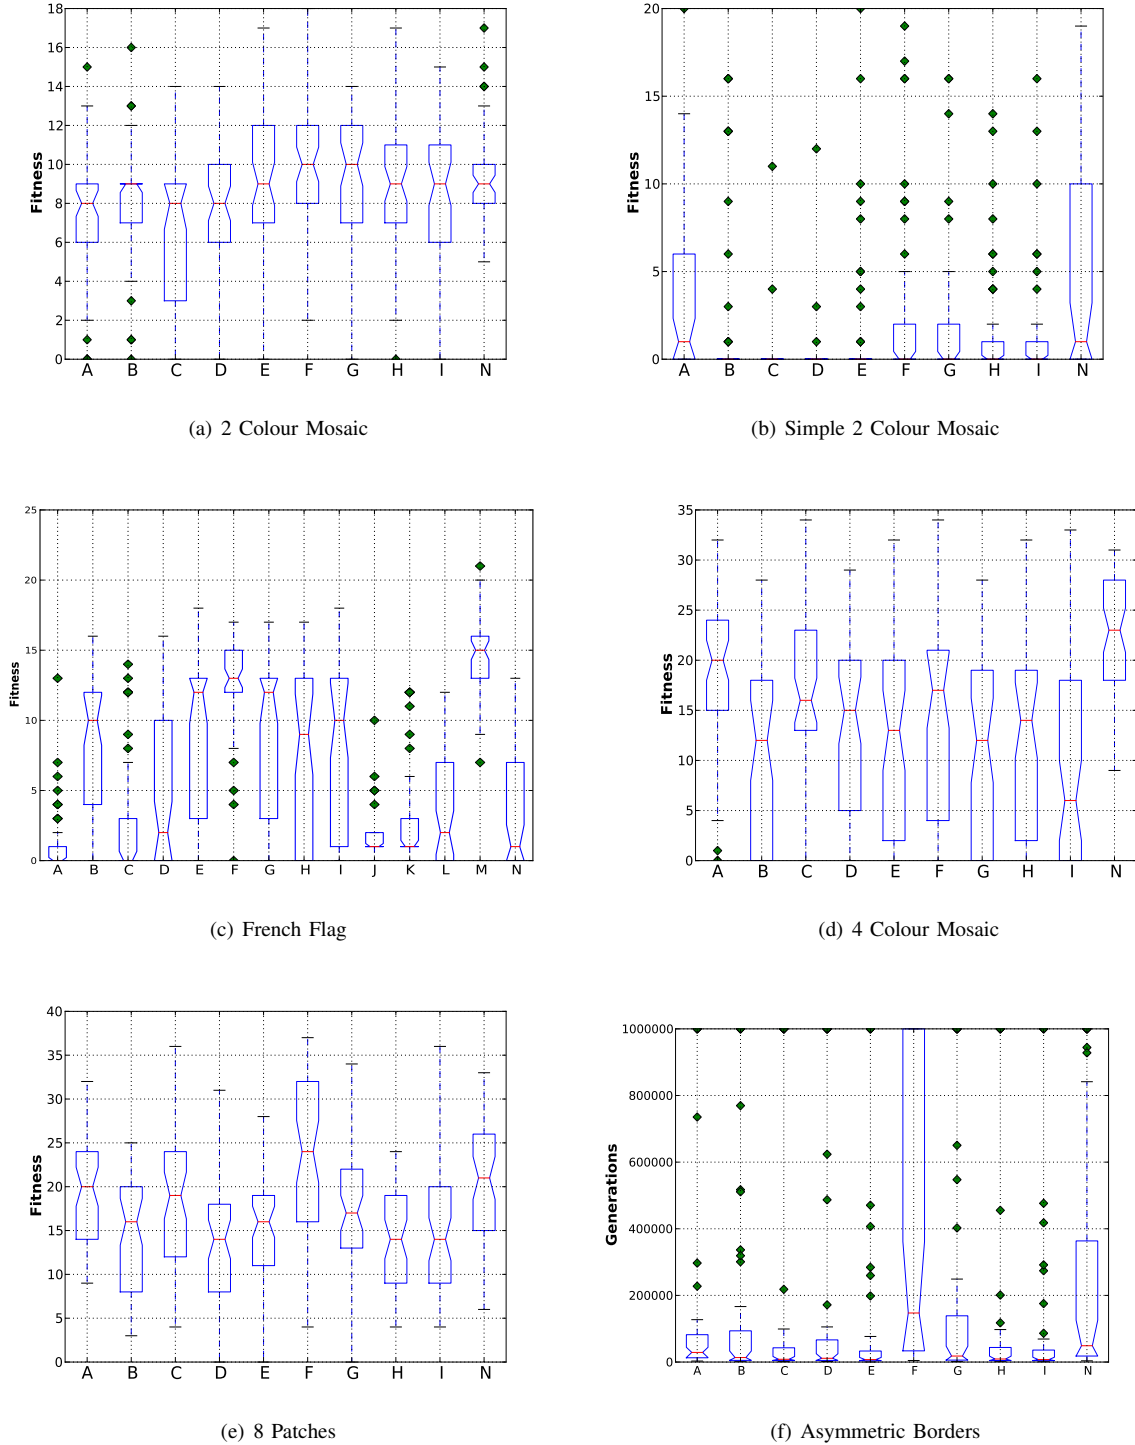 18
16
14
12
10
8
6
4
2
0
Fitness
A B C D E F G H I N
(a) 2 Colour Mosaic
20
15
10
5
0
Fitness
A B C D E F G H I N
(b) Simple 2 Colour Mosaic
25
20
15
10
5
0
Fitness
A B C D E F G H I J K L M N
(c) French Flag
35
30
25
20
15
10
5
0
Fitness
A B C D E F G H I N
(d) 4 Colour Mosaic
40
35
30
25
20
15
10
5
0
Fitness
A B C D E F G H I N
(e) 8 Patches
1000000
800000
600000
400000
200000
0
Generations
A B C D E F G H I N
(f) Asymmetric Borders